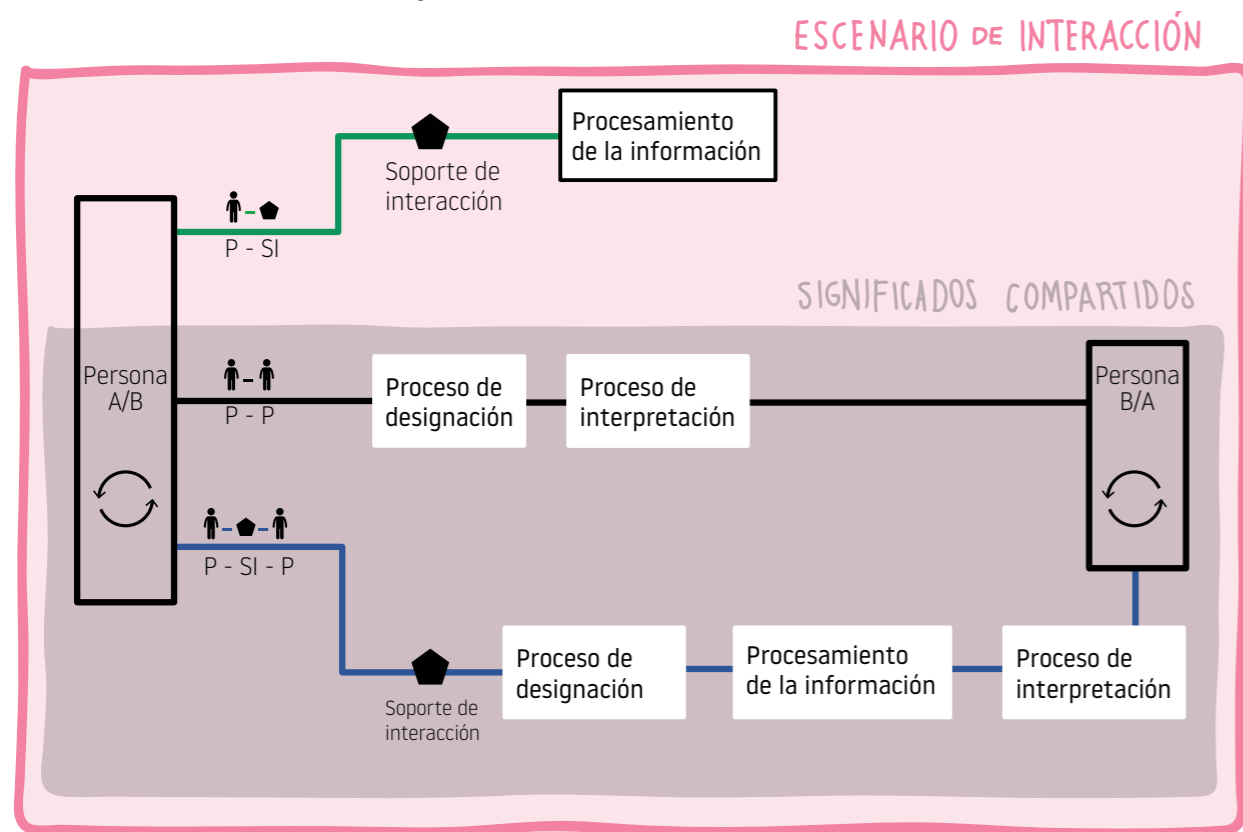 ESCENARIO DE INTERACCIÓN
Procesamiento
de la información
Soporte de
interacción
P - SI
SIGNIFICADOS COMPARTIDOS
Persona
A/B
P - P
Proceso de
designación
Proceso de
interpretación
Persona
B/A
P - SI - P
Soporte de
interacción
Proceso de
designación
Procesamiento
de la información
Proceso de
interpretación